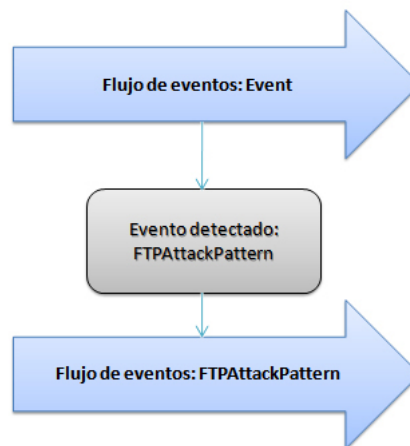 Flujo de eventos: Event
Evento detectado:
FTPAttackPattern
Flujo de eventos: FTPAttackPattern